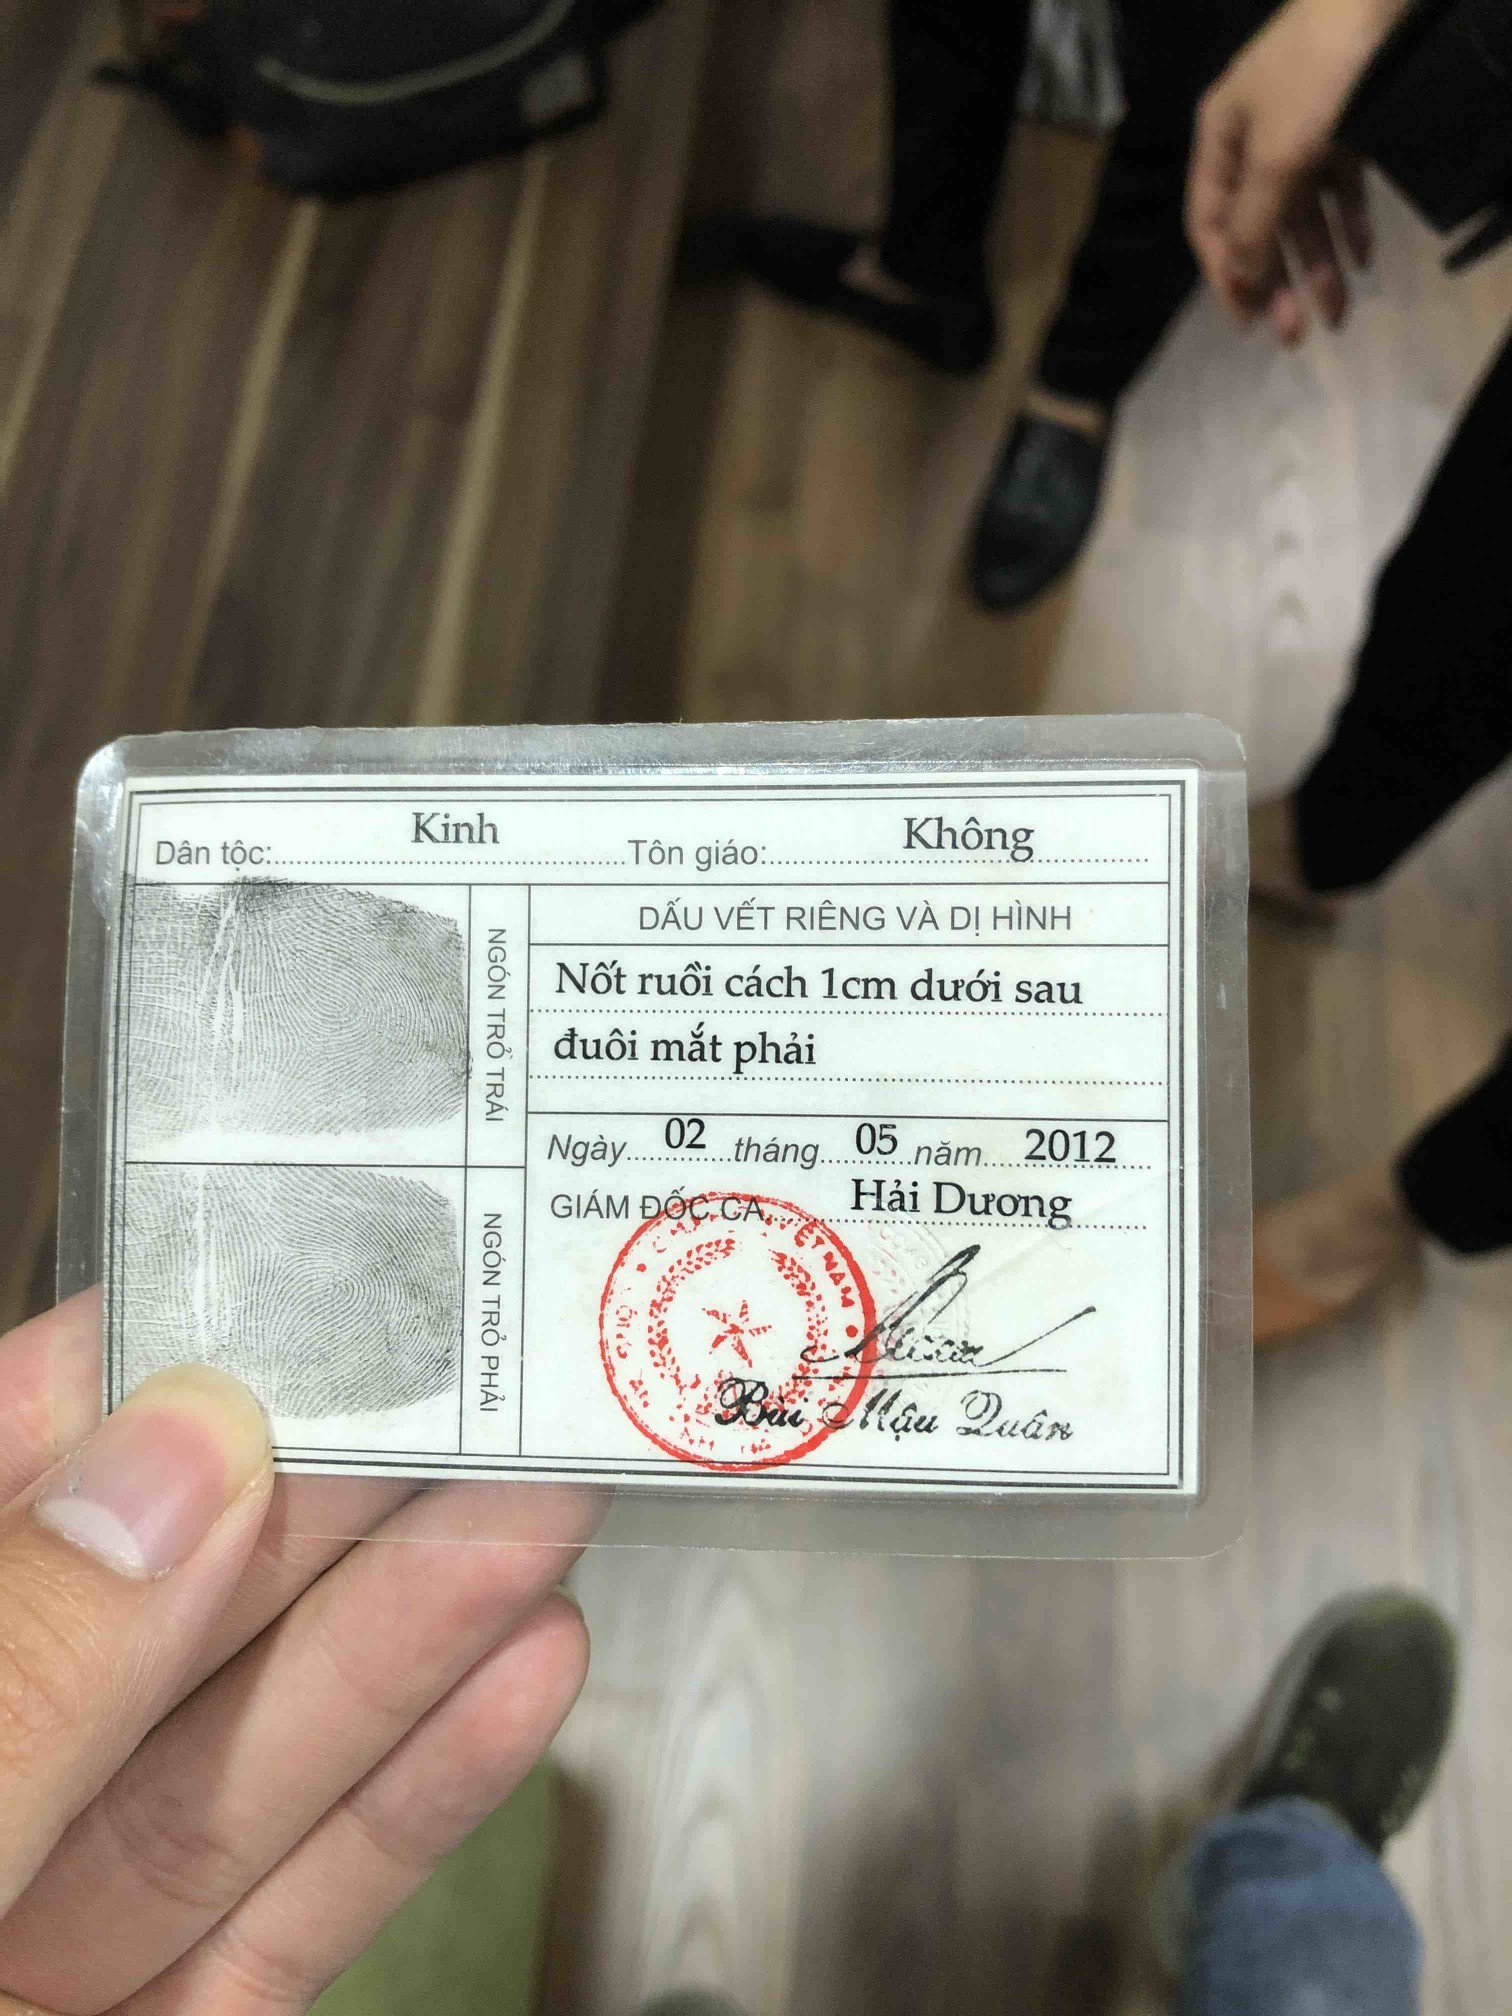 Dân tộc: Kinh Tôn giáo: Không
NGÓN TRỎ TRÁI
NGÓN TRỎ PHẢI
DẤU VẾT RIÊNG VÀ DỊ HÌNH
Nốt ruồi cách 1cm dưới sau
đuôi mắt phải
Ngày 02 tháng 05 năm 2012
GIÁM ĐỐC CA Hải Dương
VIỆT NAM
Bùi Mậu Quân